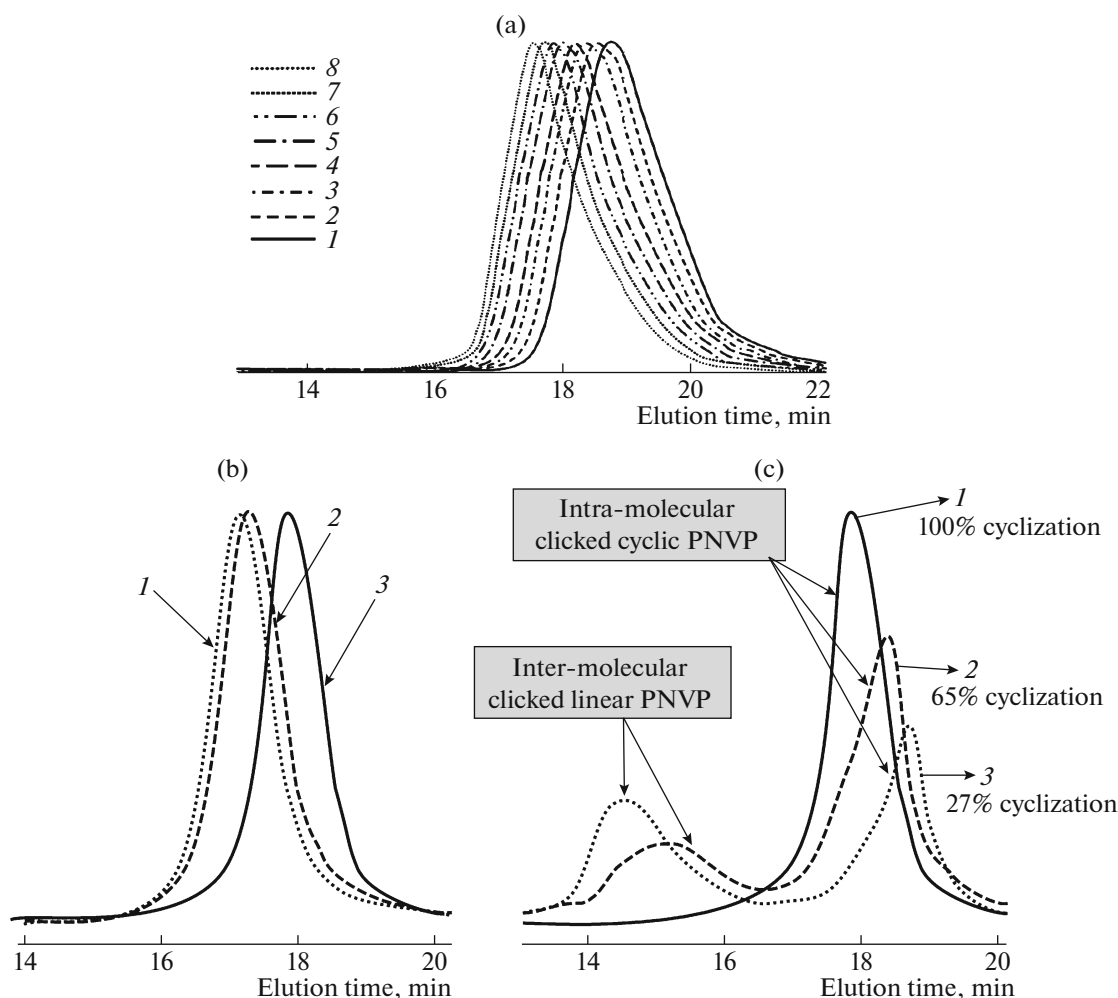 (a)
8
7
6
5
4
3
2
1
14 16 18 20 22
Elution time, min
(b)
1
2
3
14 16 18 20
Elution time, min
(c)
Intra-molecular
clicked cyclic PNVP
1
100% cyclization
Inter-molecular
clicked linear PNVP
2
65% cyclization
3
27% cyclization
14 16 18 20
Elution time, min